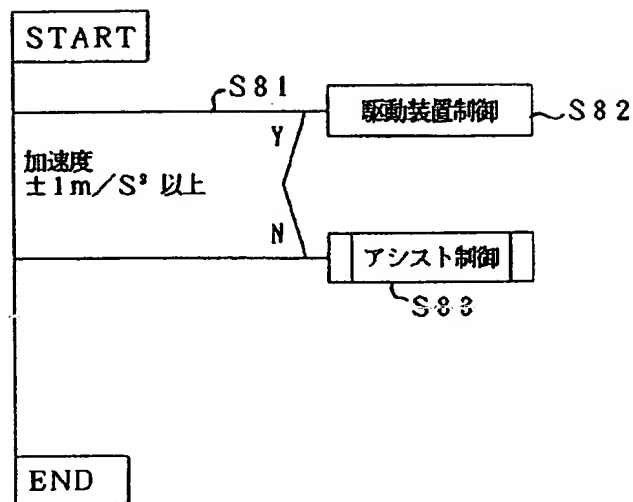 START
S81
駆動装置制御
S82
Y
加速度
±1m/S² 以上
N
アシスト制御
S83
END